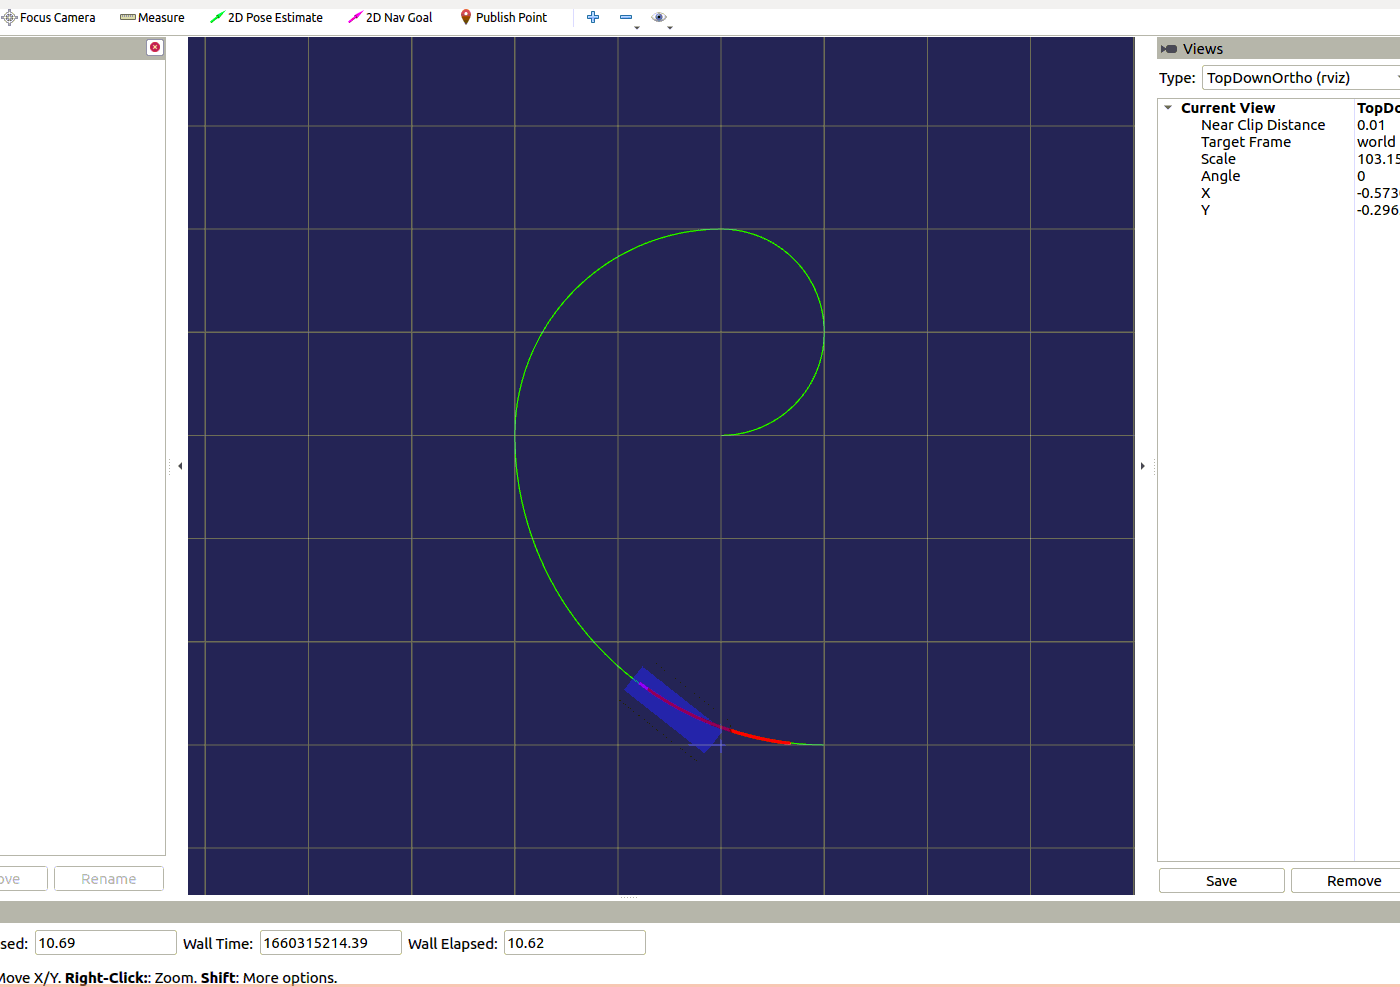 Focus Camera Measure 2D Pose Estimate 2D Nav Goal Publish Point
Views
Type: TopDownOrtho (rviz)
Current View TopDo
Near Clip Distance 0.01
Target Frame world
Scale 103.15
Angle 0
X -0.573
Y -0.296
ove Rename
Save Remove
sed: 10.69 Wall Time: 1660315214.39 Wall Elapsed: 10.62
Move X/Y. Right-Click:: Zoom. Shift: More options.